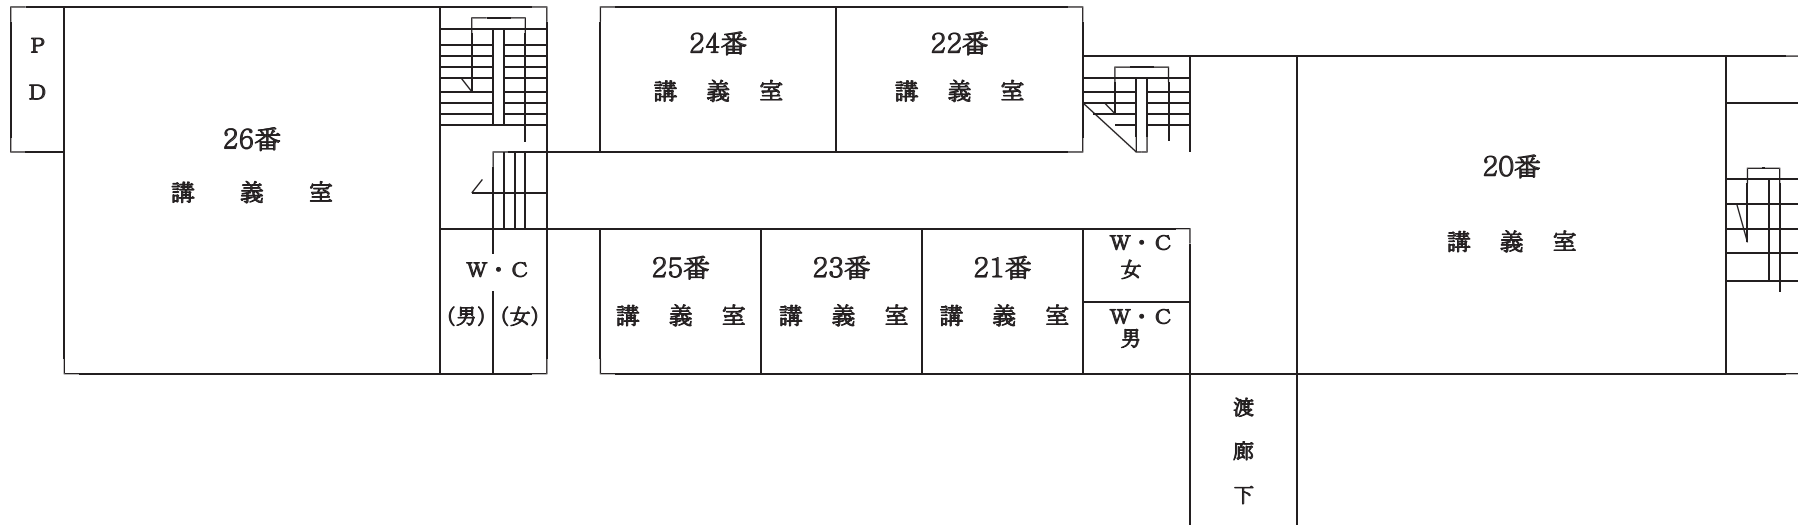 P
D
26番
講義室
W・C
(男) (女)
24番
講義室
22番
講義室
25番
講義室
23番
講義室
21番
講義室
W・C
女
W・C
男
20番
講義室
渡
廊
下